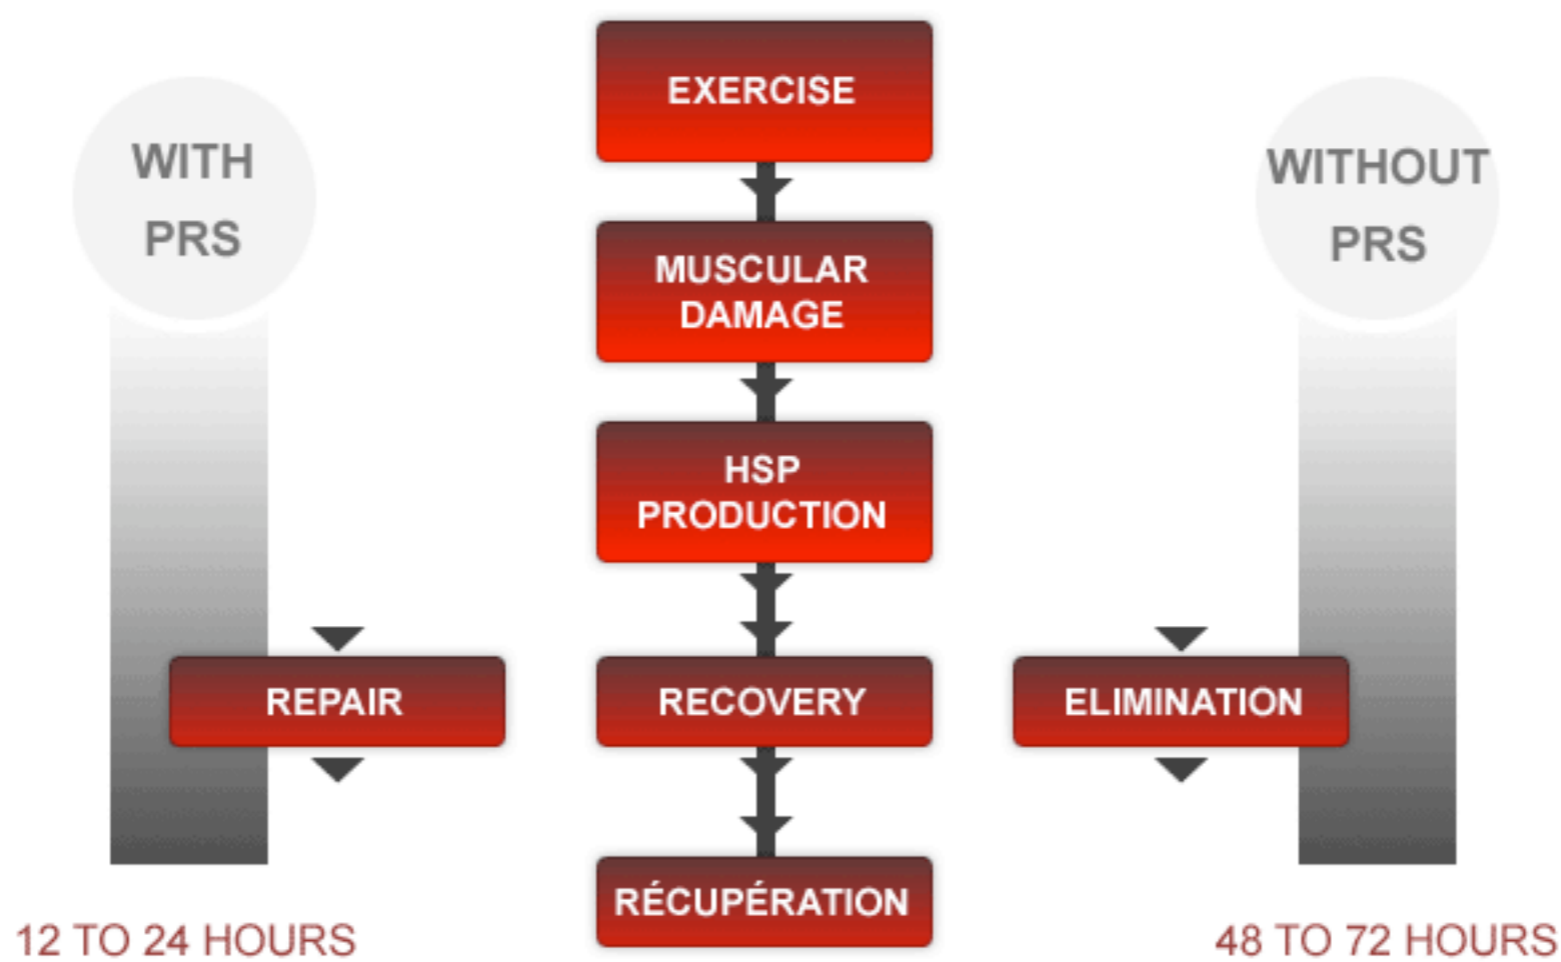 EXERCISE
WITH
PRS
WITHOUT
PRS
MUSCULAR
DAMAGE
HSP
PRODUCTION
REPAIR
RECOVERY
ELIMINATION
RÉCUPÉRATION
12 TO 24 HOURS
48 TO 72 HOURS